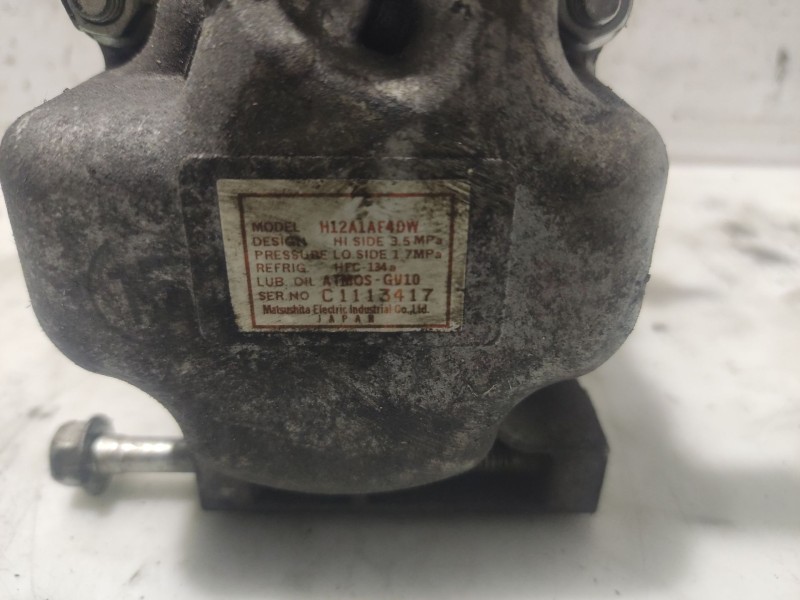 MODEL H12A1AF4DW
DESIGN HI SIDE 3.5 MPa
PRESSURE LO SIDE 1.7MPa
REFRIG. HFC-134a
LUB. OIL ATMOS-GU10
SER.NO C1113417
Matsushita Electric Industrial Co.,Ltd.
JAPAN